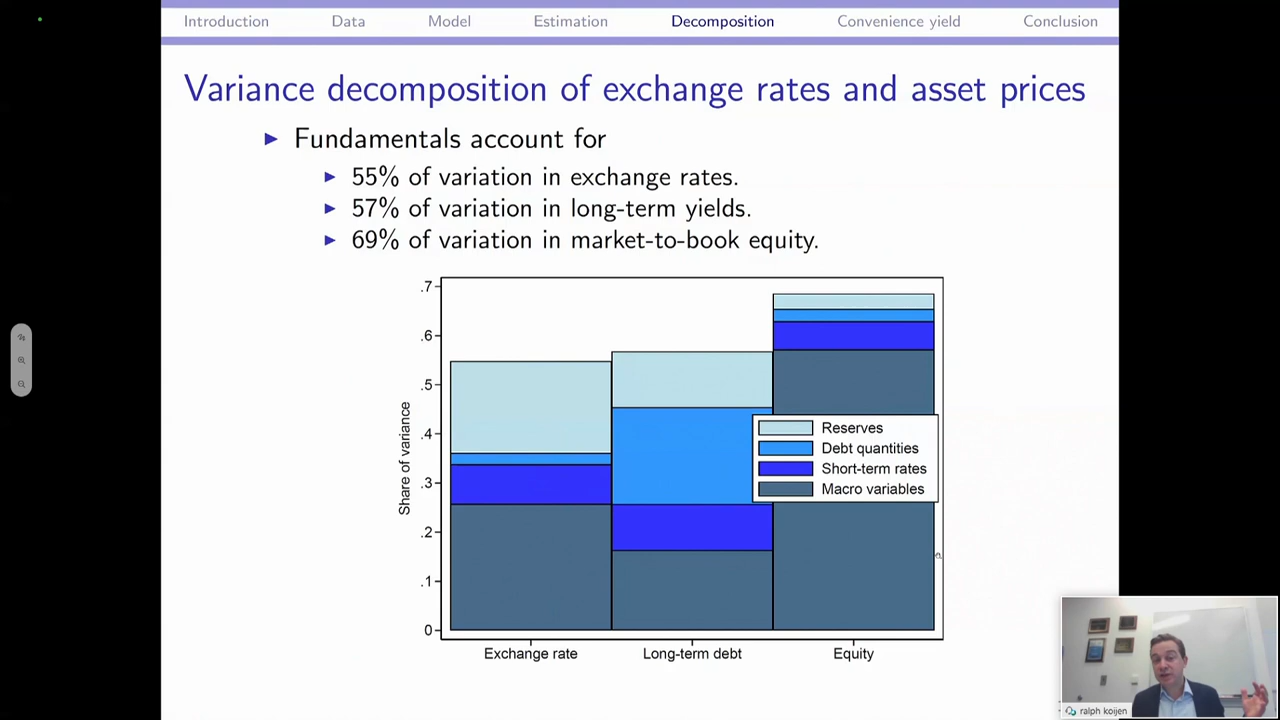 Introduction Data Model Estimation Decomposition Convenience yield Conclusion
Variance decomposition of exchange rates and asset prices
Fundamentals account for
55% of variation in exchange rates.
57% of variation in long-term yields.
69% of variation in market-to-book equity.
.7
.6
.5
.4
.3
.2
.1
0
Share of variance
Reserves
Debt quantities
Short-term rates
Macro variables
Exchange rate Long-term debt Equity
ralph koijen